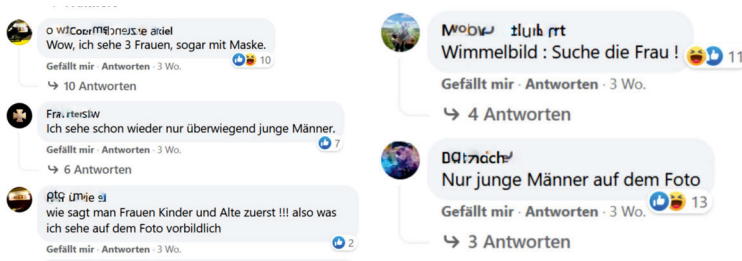 Wow, ich sehe 3 Frauen, sogar mit Maske.
Gefällt mir · Antworten · 3 Wo.
10
10 Antworten
Ich sehe schon wieder nur überwiegend junge Männer.
Gefällt mir · Antworten · 3 Wo.
7
6 Antworten
wie sagt man Frauen Kinder und Alte zuerst !!! also was
ich sehe auf dem Foto vorbildlich
Gefällt mir · Antworten · 3 Wo.
2
Wimmelbild : Suche die Frau !
11
Gefällt mir · Antworten · 3 Wo.
4 Antworten
Nur junge Männer auf dem Foto
Gefällt mir · Antworten · 3 Wo.
13
3 Antworten